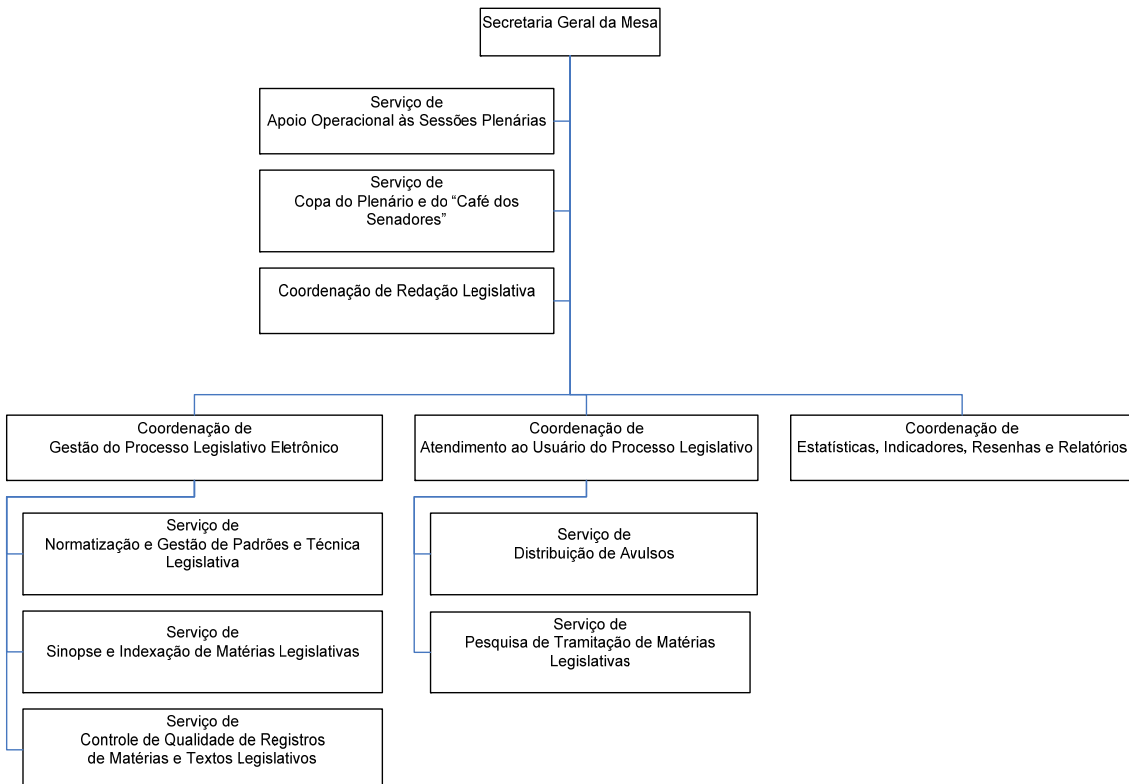 Secretaria Geral da Mesa
Serviço de
Apoio Operacional às Sessões Plenárias
Serviço de
Copa do Plenário e do “Café dos
Senadores”
Coordenação de Redação Legislativa
Coordenação de
Gestão do Processo Legislativo Eletrônico
Coordenação de
Atendimento ao Usuário do Processo Legislativo
Coordenação de
Estatísticas, Indicadores, Resenhas e Relatórios
Serviço de
Normatização e Gestão de Padrões e Técnica
Legislativa
Serviço de
Sinopse e Indexação de Matérias Legislativas
Serviço de
Controle de Qualidade de Registros
de Matérias e Textos Legislativos
Serviço de
Distribuição de Avulsos
Serviço de
Pesquisa de Tramitação de Matérias
Legislativas